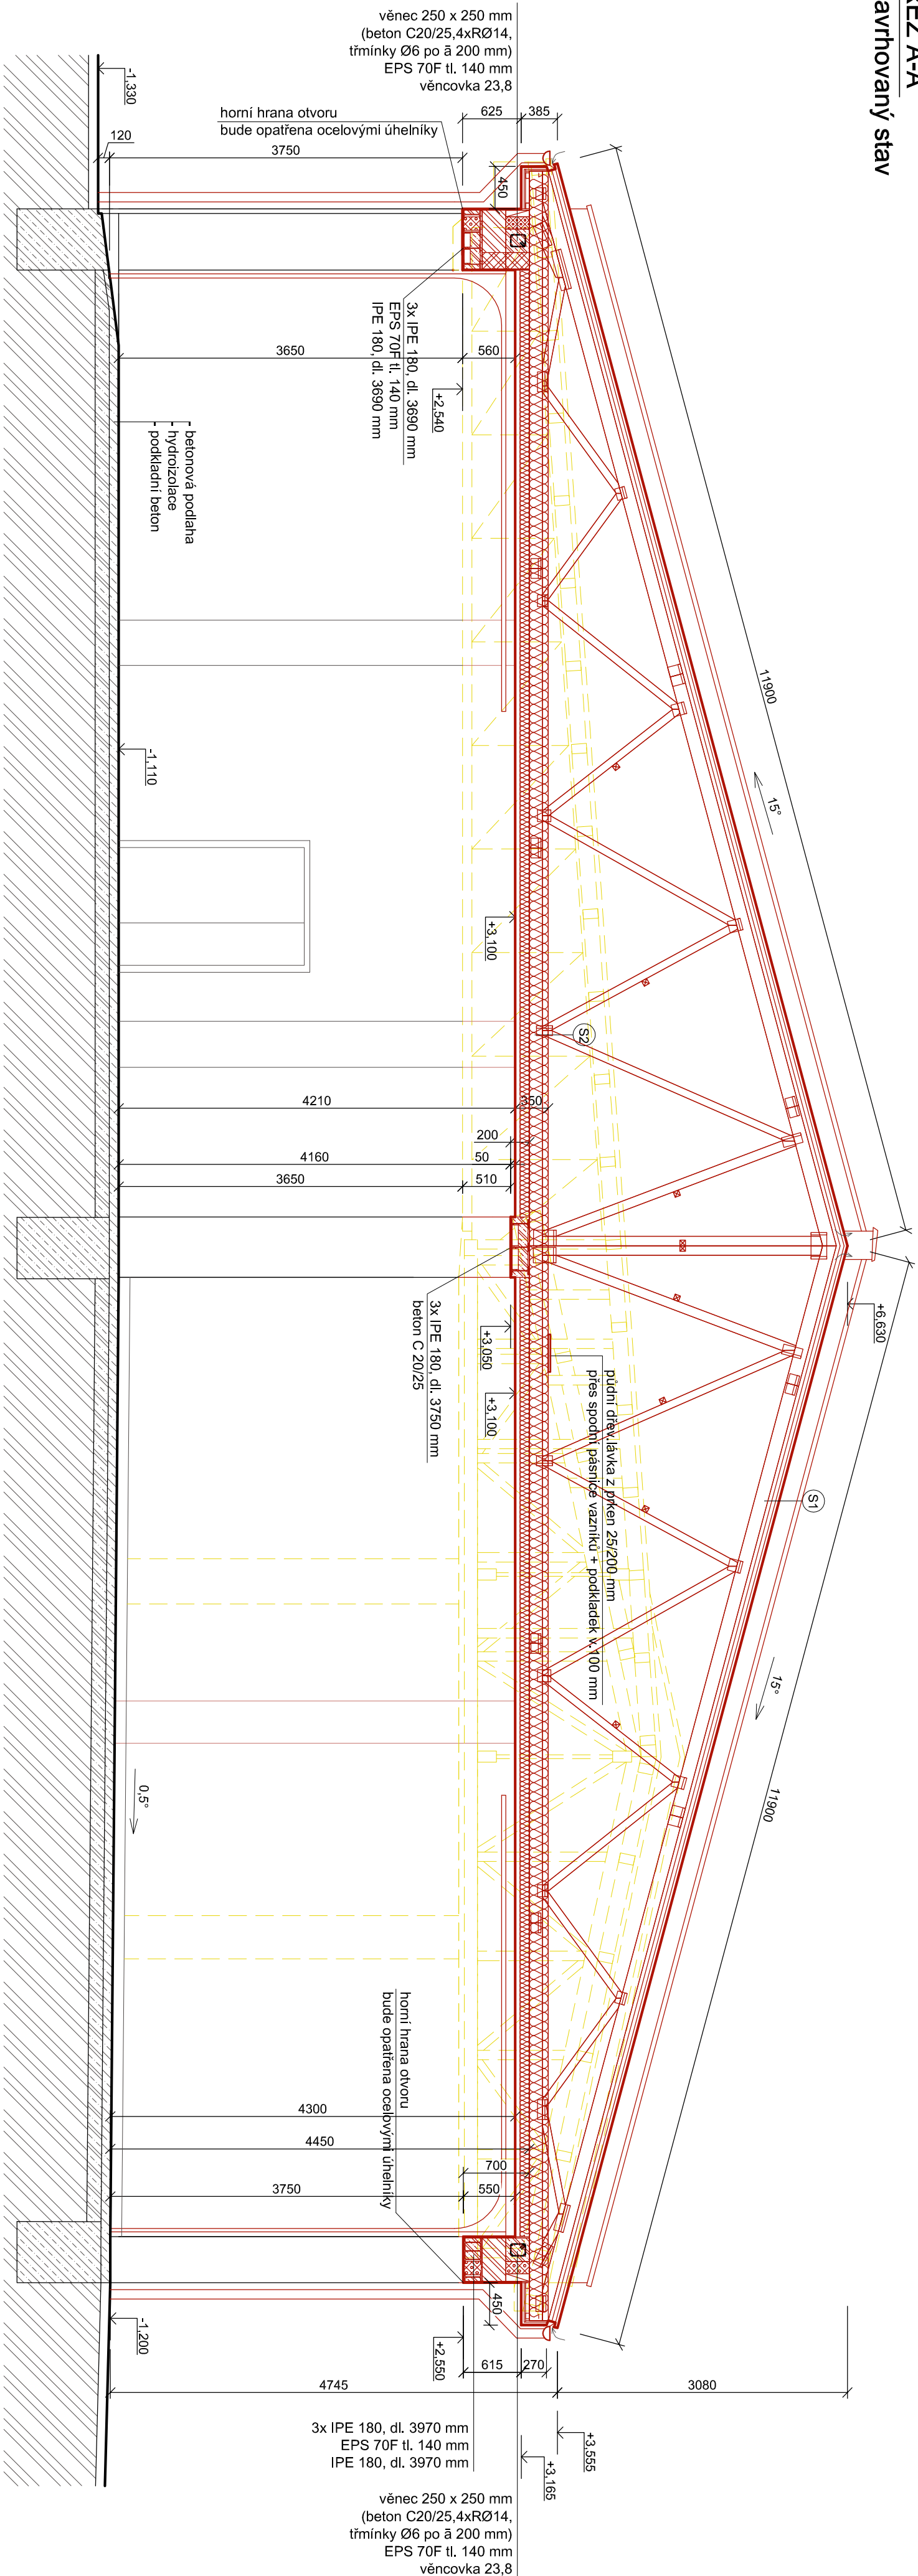 ŘEZ A-A
avrhovaný stav
věnec 250 x 250 mm
(beton C20/25,4xRØ14,
třmínky Ø6 po ā 200 mm)
EPS 70F tl. 140 mm
věncovka 23,8
-1,330
120
3750
625
385
450
horní hrana otvoru
bude opatřena ocelovými úhelníky
3x IPE 180, dl. 3690 mm
EPS 70F tl. 140 mm
IPE 180, dl. 3690 mm
3650
560
+2,540
- betonová podlaha
- hydroizolace
- podkladní beton
11900
15°
-1,110
+3,100
S2
4210
350
200
4160
50
3650
510
+6,630
3x IPE 180, dl. 3750 mm
beton C 20/25
+3,050
+3,100
půdní dřev.lávka z prken 25/200 mm
přes spodní pásnice vazníků + podkladek v.100 mm
S1
15°
11900
0,5°
horní hrana otvoru
bude opatřena ocelovými úhelníky
4300
4450
700
3750
550
450
-1,200
+2,550
615
270
4745
3080
+3,555
+3,165
3x IPE 180, dl. 3970 mm
EPS 70F tl. 140 mm
IPE 180, dl. 3970 mm
věnec 250 x 250 mm
(beton C20/25,4xRØ14,
třmínky Ø6 po ā 200 mm)
EPS 70F tl. 140 mm
věncovka 23,8